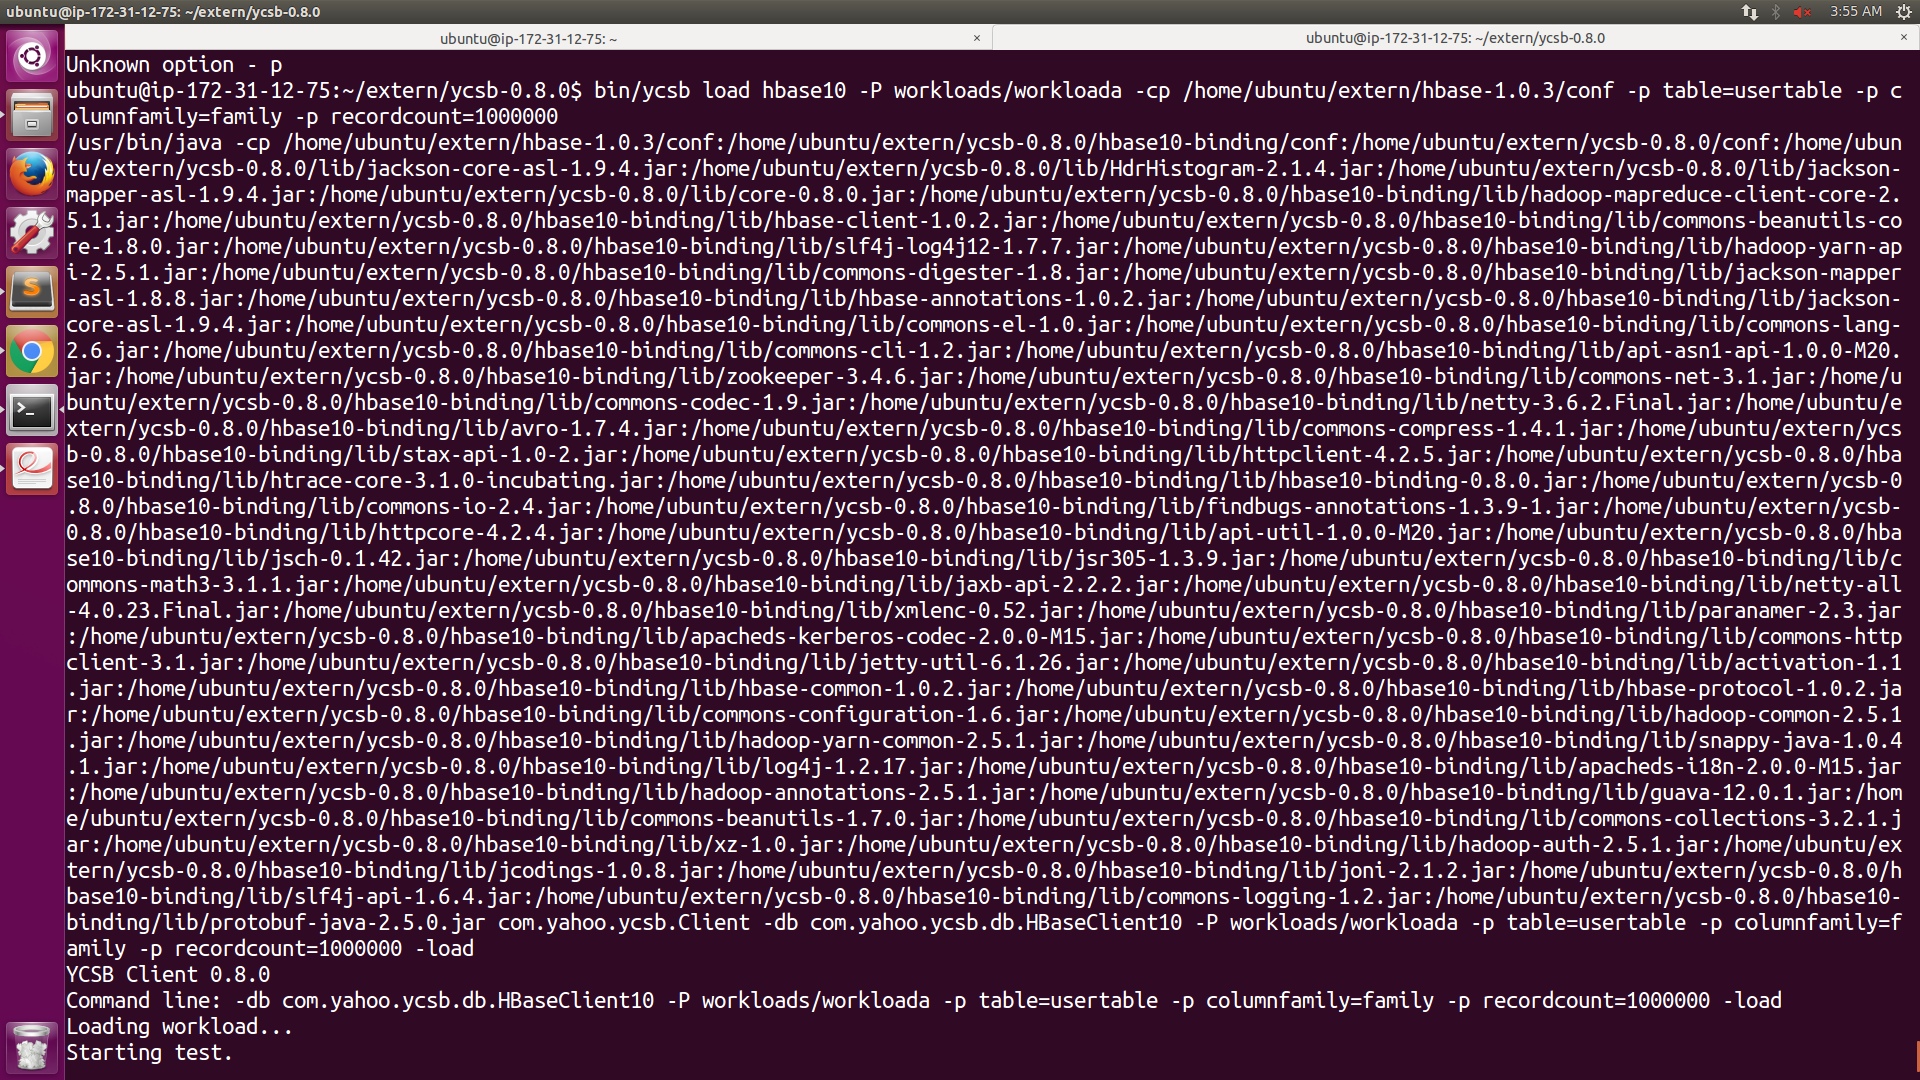 ubuntu@ip-172-31-12-75: ~/extern/ycsb-0.8.0
3:55 AM
ubuntu@ip-172-31-12-75: ~ ×
ubuntu@ip-172-31-12-75: ~/extern/ycsb-0.8.0 ×
Unknown option - p
ubuntu@ip-172-31-12-75:~/extern/ycsb-0.8.0$ bin/ycsb load hbase10 -P workloads/workloada -cp /home/ubuntu/extern/hbase-1.0.3/conf -p table=usertable -p c
olumnfamily=family -p recordcount=1000000
/usr/bin/java -cp /home/ubuntu/extern/hbase-1.0.3/conf:/home/ubuntu/extern/ycsb-0.8.0/hbase10-binding/conf:/home/ubuntu/extern/ycsb-0.8.0/conf:/home/ubun
tu/extern/ycsb-0.8.0/lib/jackson-core-asl-1.9.4.jar:/home/ubuntu/extern/ycsb-0.8.0/lib/HdrHistogram-2.1.4.jar:/home/ubuntu/extern/ycsb-0.8.0/lib/jackson-
mapper-asl-1.9.4.jar:/home/ubuntu/extern/ycsb-0.8.0/lib/core-0.8.0.jar:/home/ubuntu/extern/ycsb-0.8.0/hbase10-binding/lib/hadoop-mapreduce-client-core-2.
5.1.jar:/home/ubuntu/extern/ycsb-0.8.0/hbase10-binding/lib/hbase-client-1.0.2.jar:/home/ubuntu/extern/ycsb-0.8.0/hbase10-binding/lib/commons-beanutils-co
re-1.8.0.jar:/home/ubuntu/extern/ycsb-0.8.0/hbase10-binding/lib/slf4j-log4j12-1.7.7.jar:/home/ubuntu/extern/ycsb-0.8.0/hbase10-binding/lib/hadoop-yarn-ap
i-2.5.1.jar:/home/ubuntu/extern/ycsb-0.8.0/hbase10-binding/lib/commons-digester-1.8.jar:/home/ubuntu/extern/ycsb-0.8.0/hbase10-binding/lib/jackson-mapper
-asl-1.8.8.jar:/home/ubuntu/extern/ycsb-0.8.0/hbase10-binding/lib/hbase-annotations-1.0.2.jar:/home/ubuntu/extern/ycsb-0.8.0/hbase10-binding/lib/jackson-
core-asl-1.9.4.jar:/home/ubuntu/extern/ycsb-0.8.0/hbase10-binding/lib/commons-el-1.0.jar:/home/ubuntu/extern/ycsb-0.8.0/hbase10-binding/lib/commons-lang-
2.6.jar:/home/ubuntu/extern/ycsb-0.8.0/hbase10-binding/lib/commons-cli-1.2.jar:/home/ubuntu/extern/ycsb-0.8.0/hbase10-binding/lib/api-asn1-api-1.0.0-M20.
jar:/home/ubuntu/extern/ycsb-0.8.0/hbase10-binding/lib/zookeeper-3.4.6.jar:/home/ubuntu/extern/ycsb-0.8.0/hbase10-binding/lib/commons-net-3.1.jar:/home/u
buntu/extern/ycsb-0.8.0/hbase10-binding/lib/commons-codec-1.9.jar:/home/ubuntu/extern/ycsb-0.8.0/hbase10-binding/lib/netty-3.6.2.Final.jar:/home/ubuntu/e
xtern/ycsb-0.8.0/hbase10-binding/lib/avro-1.7.4.jar:/home/ubuntu/extern/ycsb-0.8.0/hbase10-binding/lib/commons-compress-1.4.1.jar:/home/ubuntu/extern/ycs
b-0.8.0/hbase10-binding/lib/stax-api-1.0-2.jar:/home/ubuntu/extern/ycsb-0.8.0/hbase10-binding/lib/httpclient-4.2.5.jar:/home/ubuntu/extern/ycsb-0.8.0/hba
se10-binding/lib/htrace-core-3.1.0-incubating.jar:/home/ubuntu/extern/ycsb-0.8.0/hbase10-binding/lib/hbase10-binding-0.8.0.jar:/home/ubuntu/extern/ycsb-0
.8.0/hbase10-binding/lib/commons-io-2.4.jar:/home/ubuntu/extern/ycsb-0.8.0/hbase10-binding/lib/findbugs-annotations-1.3.9-1.jar:/home/ubuntu/extern/ycsb-
0.8.0/hbase10-binding/lib/httpcore-4.2.4.jar:/home/ubuntu/extern/ycsb-0.8.0/hbase10-binding/lib/api-util-1.0.0-M20.jar:/home/ubuntu/extern/ycsb-0.8.0/hba
se10-binding/lib/jsch-0.1.42.jar:/home/ubuntu/extern/ycsb-0.8.0/hbase10-binding/lib/jsr305-1.3.9.jar:/home/ubuntu/extern/ycsb-0.8.0/hbase10-binding/lib/c
ommons-math3-3.1.1.jar:/home/ubuntu/extern/ycsb-0.8.0/hbase10-binding/lib/jaxb-api-2.2.2.jar:/home/ubuntu/extern/ycsb-0.8.0/hbase10-binding/lib/netty-all
-4.0.23.Final.jar:/home/ubuntu/extern/ycsb-0.8.0/hbase10-binding/lib/xmlenc-0.52.jar:/home/ubuntu/extern/ycsb-0.8.0/hbase10-binding/lib/paranamer-2.3.jar
:/home/ubuntu/extern/ycsb-0.8.0/hbase10-binding/lib/apacheds-kerberos-codec-2.0.0-M15.jar:/home/ubuntu/extern/ycsb-0.8.0/hbase10-binding/lib/commons-http
client-3.1.jar:/home/ubuntu/extern/ycsb-0.8.0/hbase10-binding/lib/jetty-util-6.1.26.jar:/home/ubuntu/extern/ycsb-0.8.0/hbase10-binding/lib/activation-1.1
.jar:/home/ubuntu/extern/ycsb-0.8.0/hbase10-binding/lib/hbase-common-1.0.2.jar:/home/ubuntu/extern/ycsb-0.8.0/hbase10-binding/lib/hbase-protocol-1.0.2.ja
r:/home/ubuntu/extern/ycsb-0.8.0/hbase10-binding/lib/commons-configuration-1.6.jar:/home/ubuntu/extern/ycsb-0.8.0/hbase10-binding/lib/hadoop-common-2.5.1
.jar:/home/ubuntu/extern/ycsb-0.8.0/hbase10-binding/lib/hadoop-yarn-common-2.5.1.jar:/home/ubuntu/extern/ycsb-0.8.0/hbase10-binding/lib/snappy-java-1.0.4
.1.jar:/home/ubuntu/extern/ycsb-0.8.0/hbase10-binding/lib/log4j-1.2.17.jar:/home/ubuntu/extern/ycsb-0.8.0/hbase10-binding/lib/apacheds-i18n-2.0.0-M15.jar
:/home/ubuntu/extern/ycsb-0.8.0/hbase10-binding/lib/hadoop-annotations-2.5.1.jar:/home/ubuntu/extern/ycsb-0.8.0/hbase10-binding/lib/guava-12.0.1.jar:/hom
e/ubuntu/extern/ycsb-0.8.0/hbase10-binding/lib/commons-beanutils-1.7.0.jar:/home/ubuntu/extern/ycsb-0.8.0/hbase10-binding/lib/commons-collections-3.2.1.j
ar:/home/ubuntu/extern/ycsb-0.8.0/hbase10-binding/lib/xz-1.0.jar:/home/ubuntu/extern/ycsb-0.8.0/hbase10-binding/lib/hadoop-auth-2.5.1.jar:/home/ubuntu/ex
tern/ycsb-0.8.0/hbase10-binding/lib/jcodings-1.0.8.jar:/home/ubuntu/extern/ycsb-0.8.0/hbase10-binding/lib/joni-2.1.2.jar:/home/ubuntu/extern/ycsb-0.8.0/h
base10-binding/lib/slf4j-api-1.6.4.jar:/home/ubuntu/extern/ycsb-0.8.0/hbase10-binding/lib/commons-logging-1.2.jar:/home/ubuntu/extern/ycsb-0.8.0/hbase10-
binding/lib/protobuf-java-2.5.0.jar com.yahoo.ycsb.Client -db com.yahoo.ycsb.db.HBaseClient10 -P workloads/workloada -p table=usertable -p columnfamily=f
amily -p recordcount=1000000 -load
YCSB Client 0.8.0
Command line: -db com.yahoo.ycsb.db.HBaseClient10 -P workloads/workloada -p table=usertable -p columnfamily=family -p recordcount=1000000 -load
Loading workload...
Starting test.